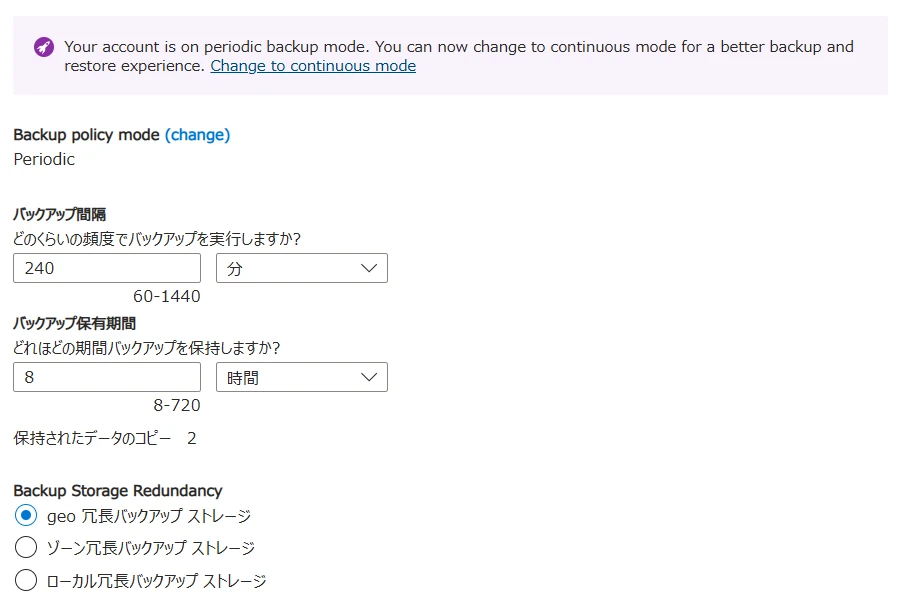 Your account is on periodic backup mode. You can now change to continuous mode for a better backup and
restore experience. Change to continuous mode
Backup policy mode (change)
Periodic
バックアップ間隔
どのくらいの頻度でバックアップを実行しますか?
240 分
60-1440
バックアップ保有期間
どれほどの期間バックアップを保持しますか?
8 時間
8-720
保持されたデータのコピー 2
Backup Storage Redundancy
geo 冗長バックアップ ストレージ
ゾーン冗長バックアップ ストレージ
ローカル冗長バックアップ ストレージ